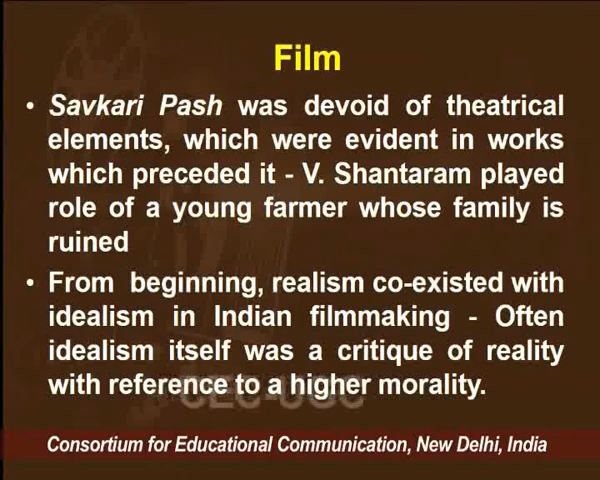 Film
• Savkari Pash was devoid of theatrical
elements, which were evident in works
which preceded it - V. Shantaram played
role of a young farmer whose family is
ruined
• From beginning, realism co-existed with
idealism in Indian filmmaking - Often
idealism itself was a critique of reality
with reference to a higher morality.
CEC-UGC
Consortium for Educational Communication, New Delhi, India